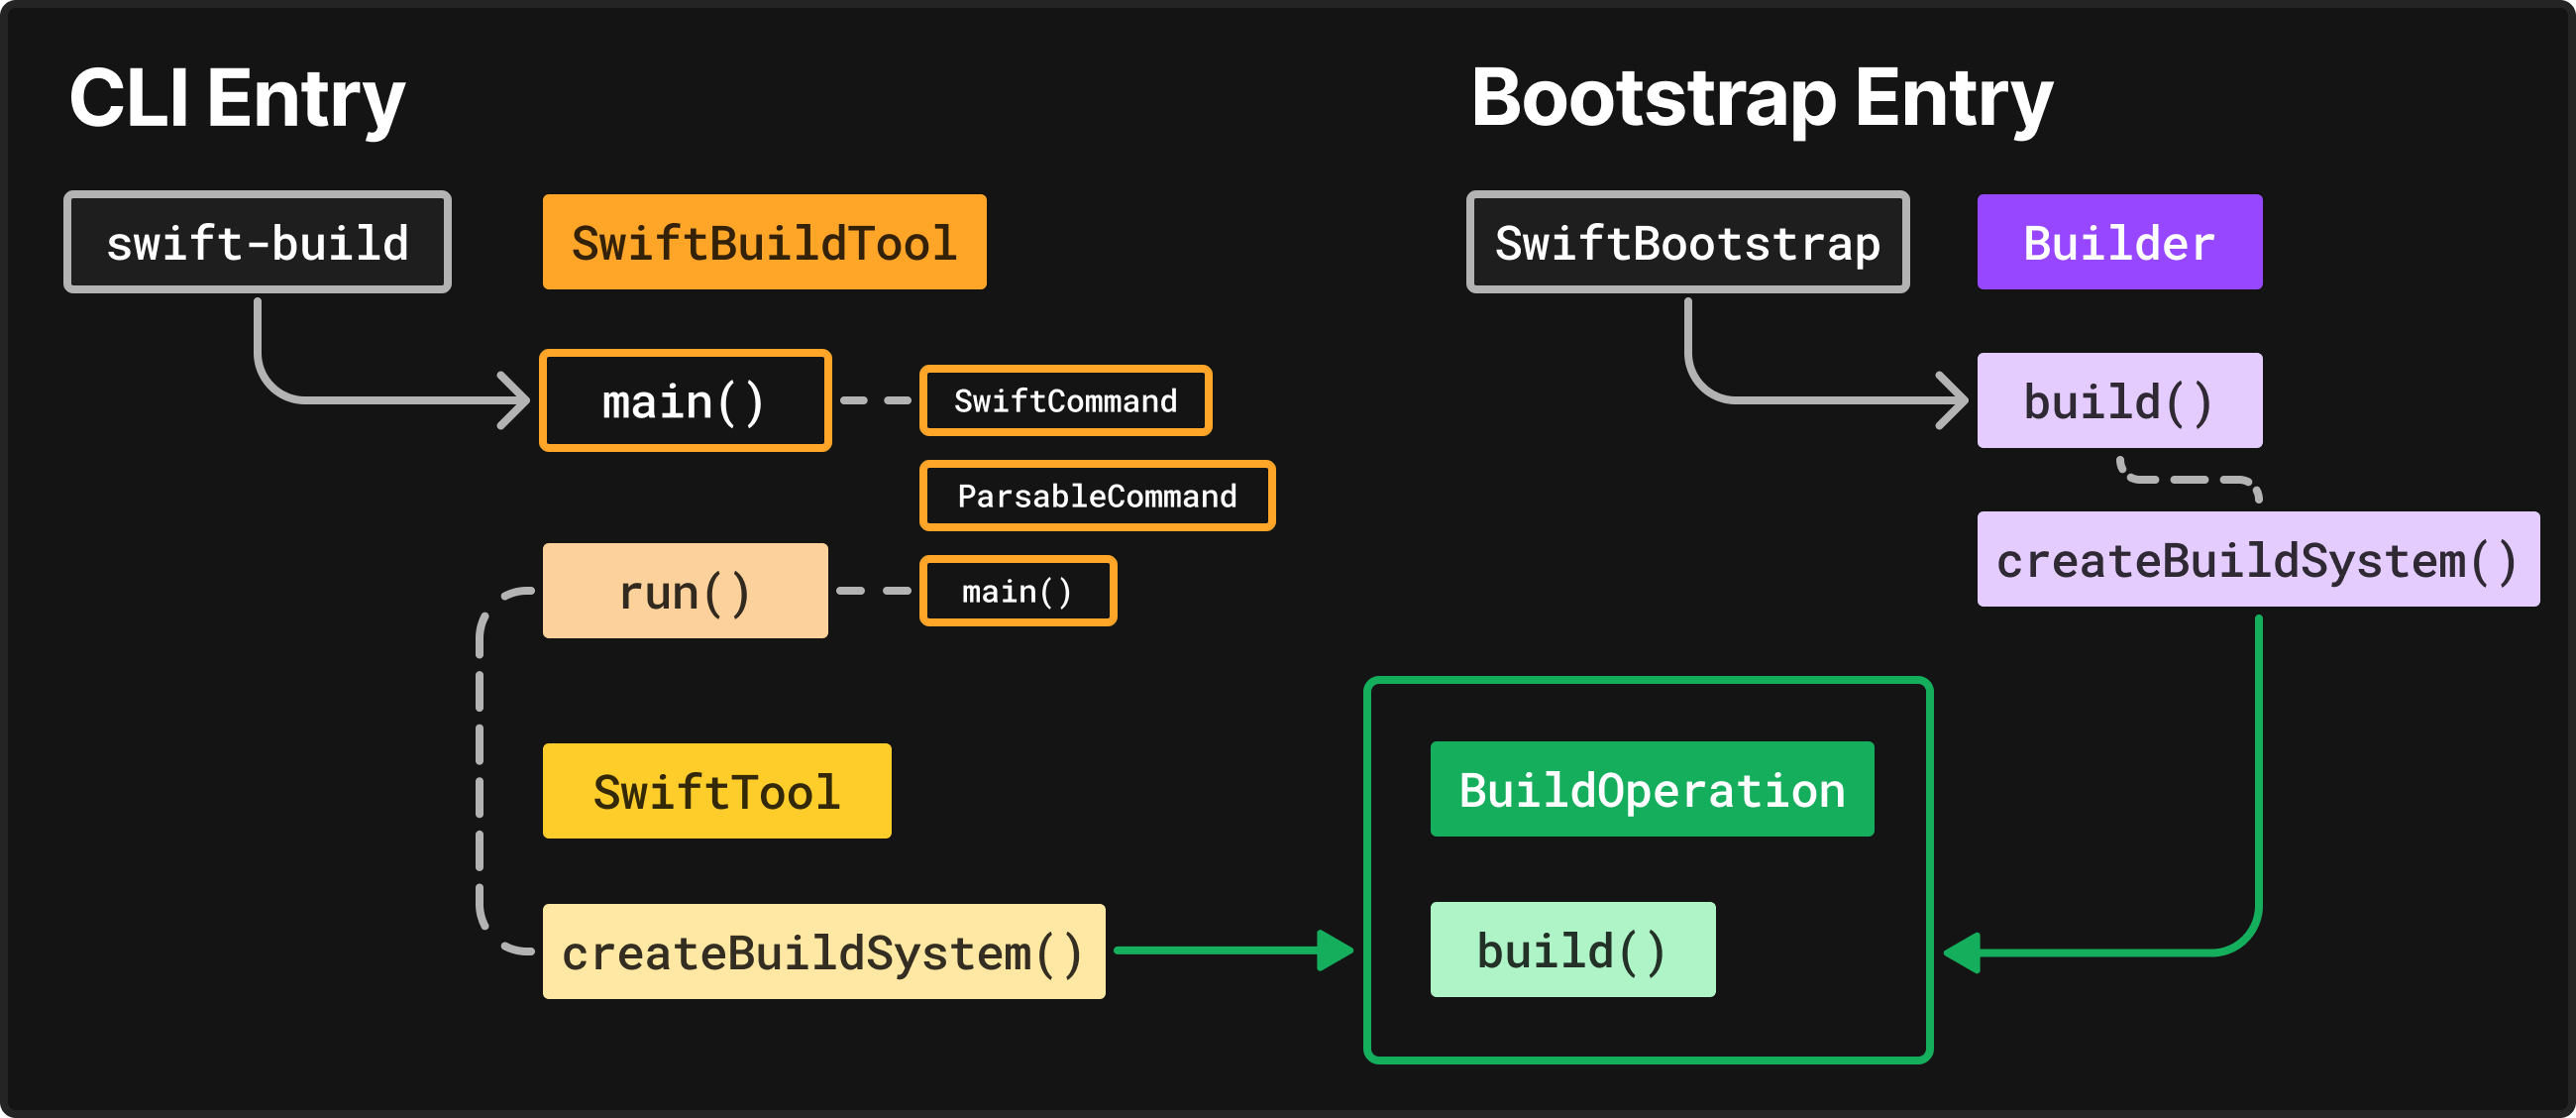 CLI Entry
swift-build
SwiftBuildTool
main()
SwiftCommand
ParsableCommand
run()
main()
SwiftTool
createBuildSystem()
Bootstrap Entry
SwiftBootstrap
Builder
build()
createBuildSystem()
BuildOperation
build()